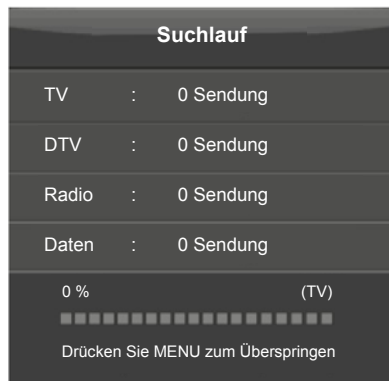 Suchlauf
TV : 0 Sendung
DTV : 0 Sendung
Radio : 0 Sendung
Daten : 0 Sendung
0 % (TV)
Drücken Sie MENU zum Überspringen